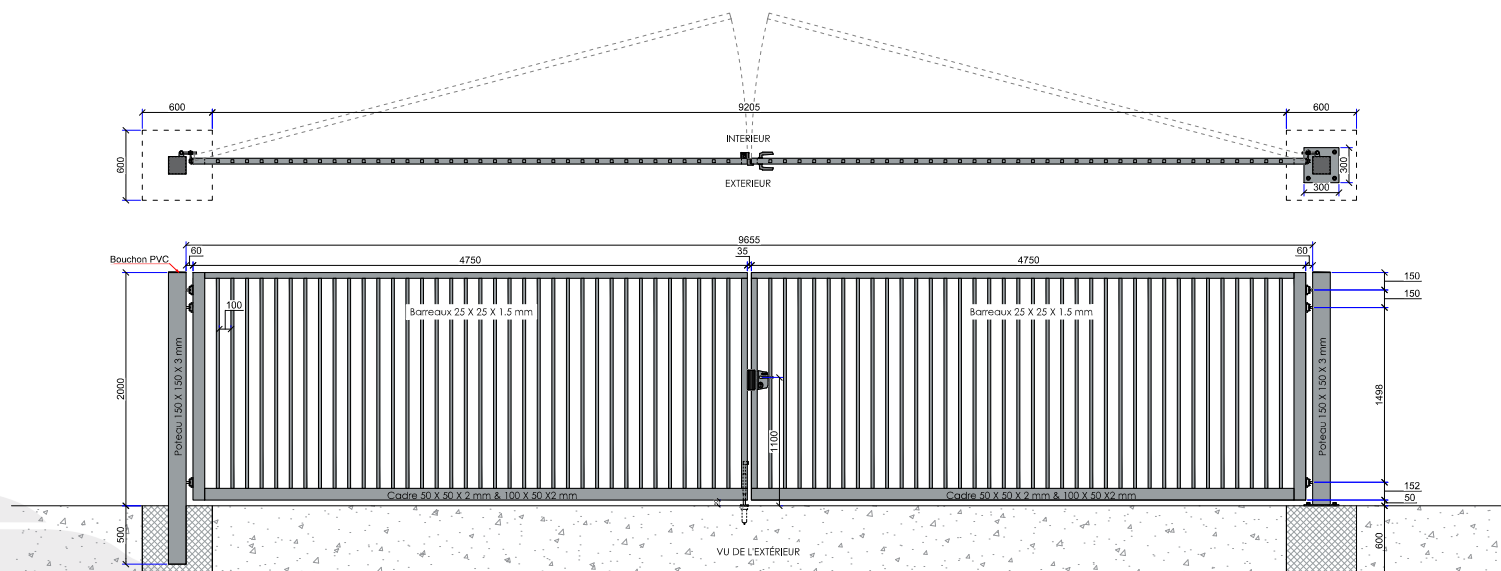 600
9205
600
INTERIEUR
600
EXTERIEUR
300
300
9655
60
35
60
Bouchon PVC
4750
4750
150
150
100
Barreaux 25 X 25 X 1.5 mm
Barreaux 25 X 25 X 1.5 mm
Poteau 150 X 150 X 3 mm
Poteau 150 X 150 X 3 mm
2000
1498
1100
152
50
Cadre 50 X 50 X 2 mm & 100 X 50 X2 mm
Cadre 50 X 50 X 2 mm & 100 X 50 X2 mm
500
600
VU DE L'EXTÉRIEUR